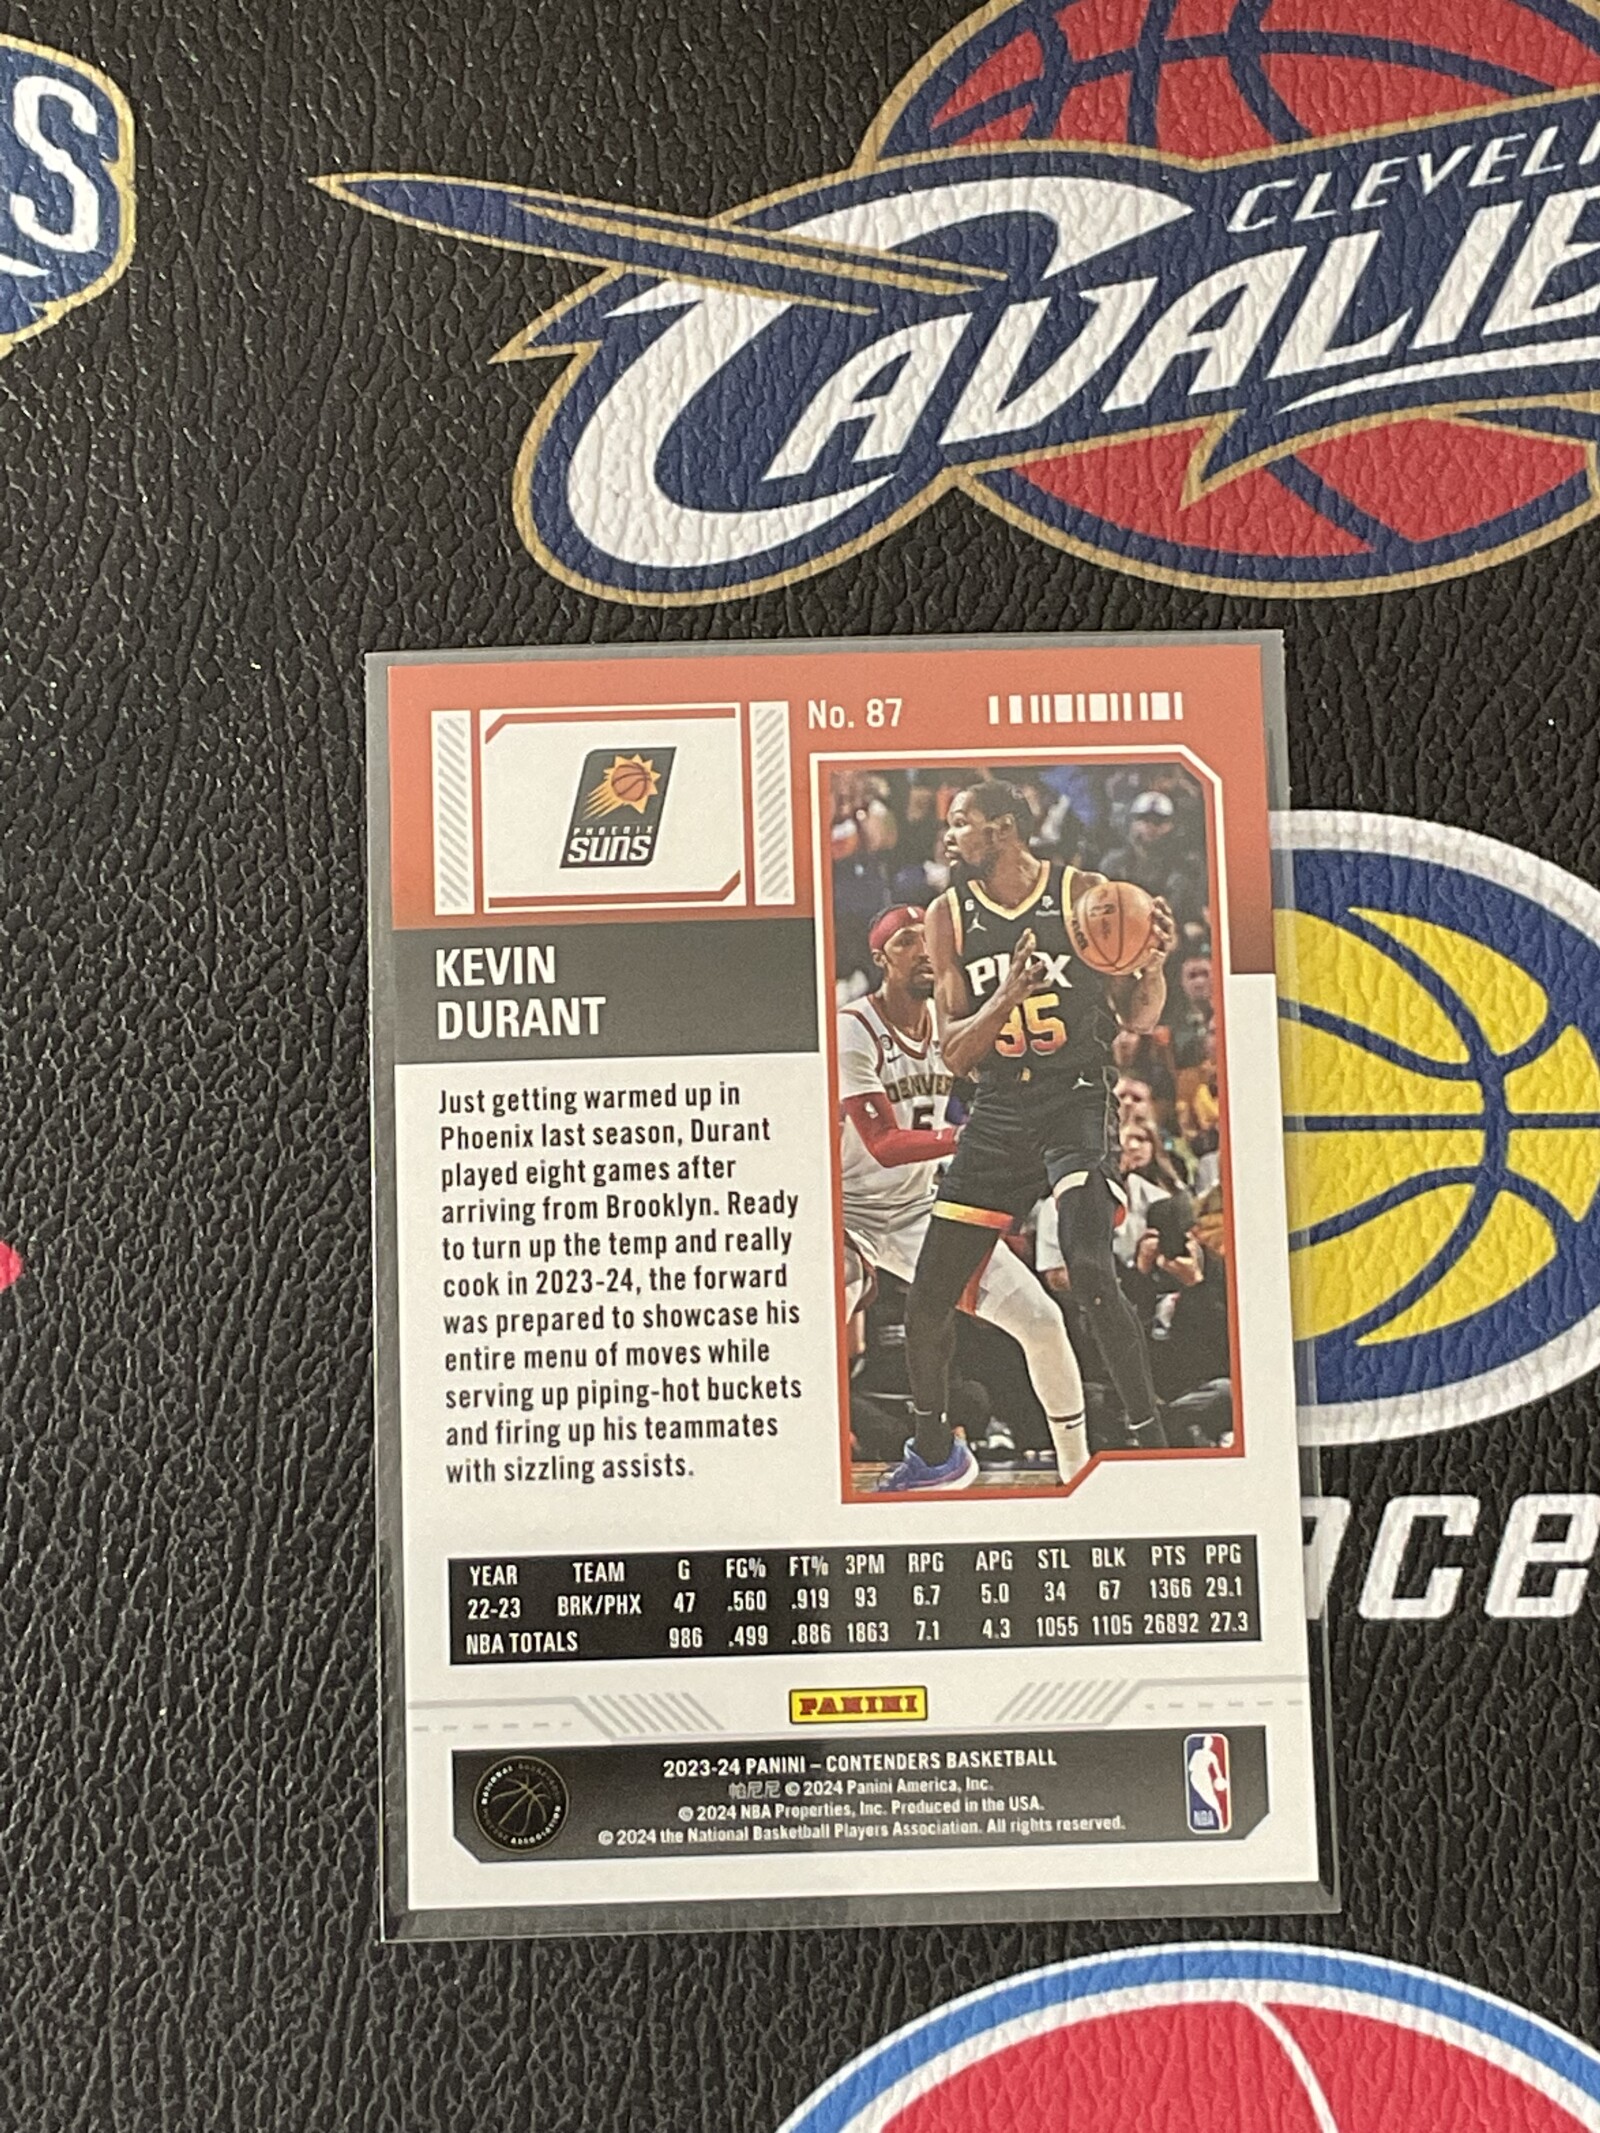 S
CLEVEL
CAVALIE
No. 87
PHOENIX
SUNS
KEVIN
DURANT
6
PHX
35
DENVER
5
Just getting warmed up in
Phoenix last season, Durant
played eight games after
arriving from Brooklyn. Ready
to turn up the temp and really
cook in 2023-24, the forward
was prepared to showcase his
entire menu of moves while
serving up piping-hot buckets
and firing up his teammates
with sizzling assists.
YEAR TEAM G FG% FT% 3PM RPG APG STL BLK PTS PPG
22-23 BRK/PHX 47 .560 .919 93 6.7 5.0 34 67 1366 29.1
NBA TOTALS 986 .499 .886 1863 7.1 4.3 1055 1105 26892 27.3
PANINI
2023-24 PANINI – CONTENDERS BASKETBALL
帕尼尼 © 2024 Panini America, Inc.
© 2024 NBA Properties, Inc. Produced in the USA.
© 2024 the National Basketball Players Association. All rights reserved.
NBA
ace